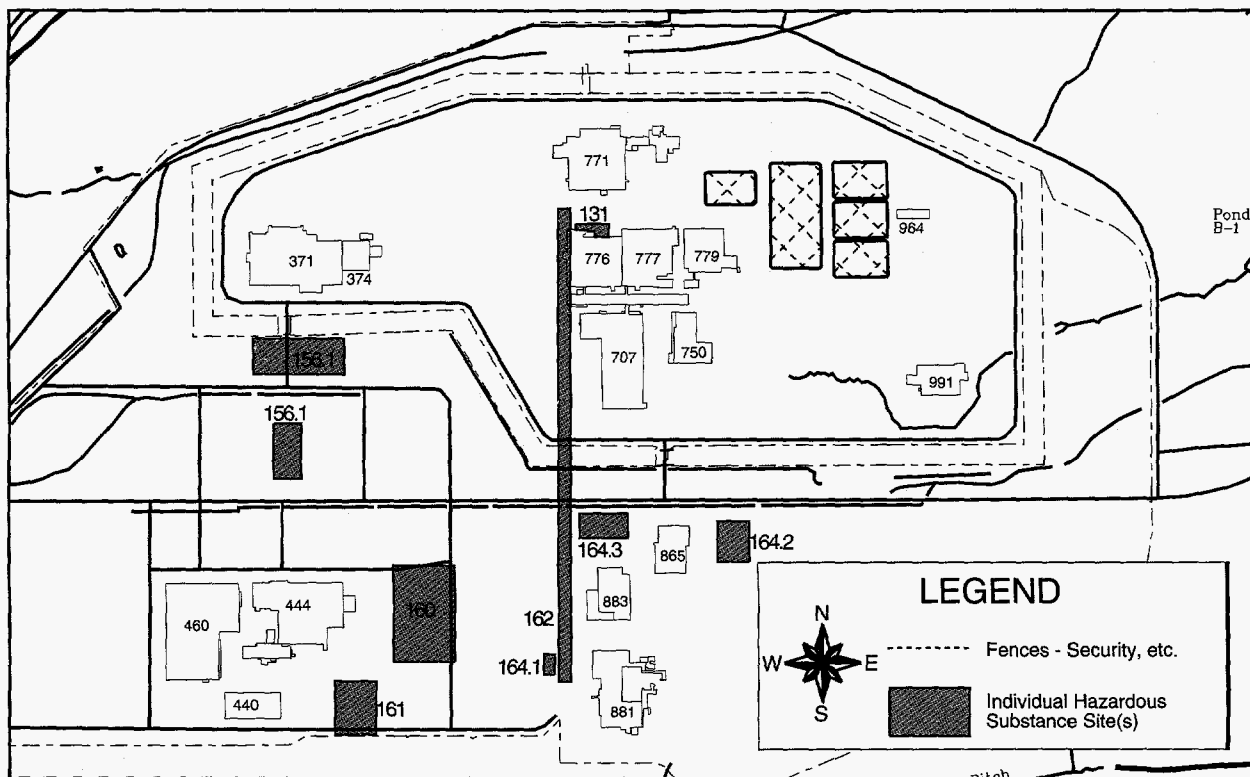 771
131
776
777
779
964
Pond
B-1
371
374
156.1
707
750
991
156.1
164.3
865
164.2
160
444
460
883
162
164.1
881
440
161
LEGEND
N
W
E
S
Fences - Security, etc.
Individual Hazardous
Substance Site(s)
Pitch